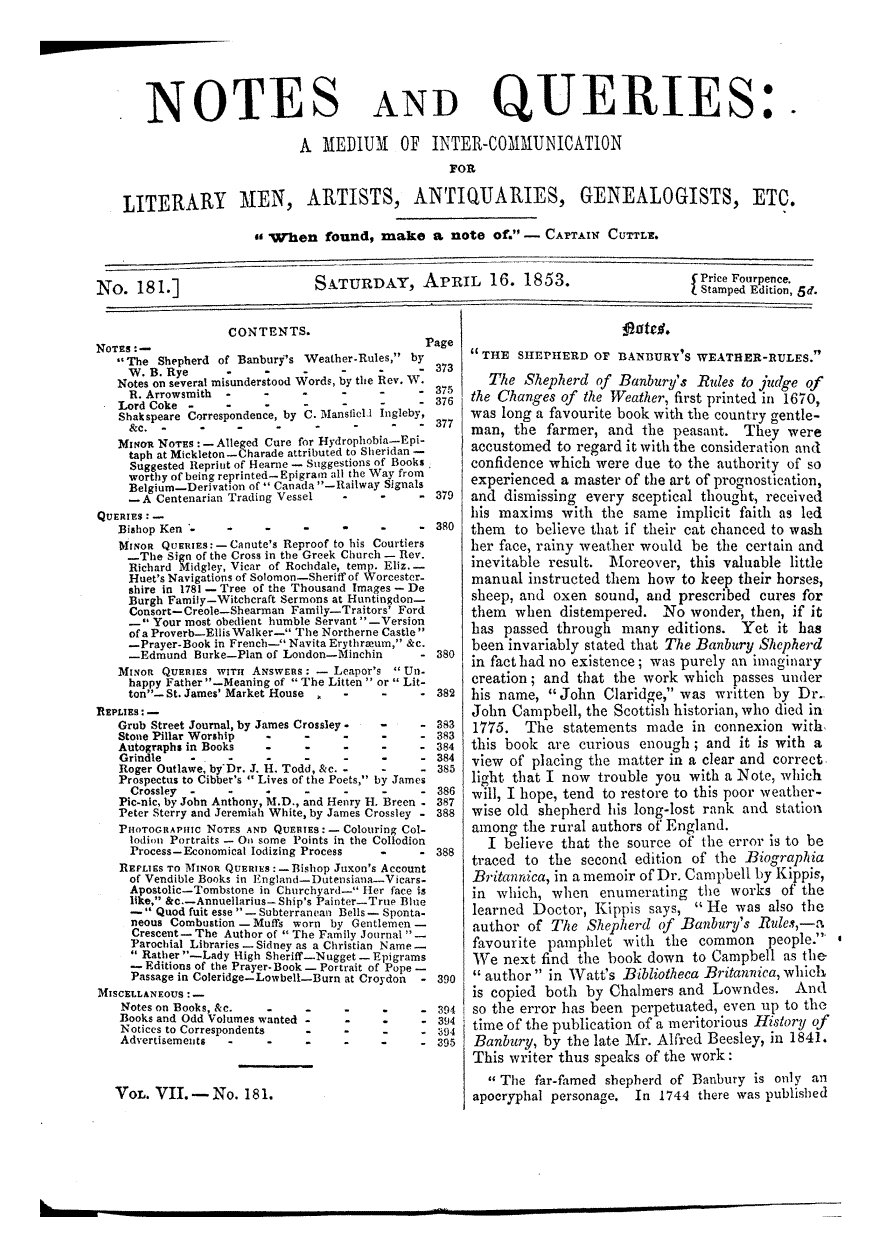 NOTES AND QUERIES:
A MEDIUM OF INTER-COMMUNICATION
FOR
LITERARY MEN, ARTISTS, ANTIQUARIES, GENEALOGISTS, ETC.
"When found, make a note of." — CAPTAIN CUTTLE.
No. 181.]
SATURDAY, APRIL 16. 1853.
{ Price Fourpence.
Stamped Edition, 5d.
CONTENTS.
NOTES:— Page
"The Shepherd of Banbury's Weather-Rules," by
W. B. Rye - - - - - - 373
Notes on several misunderstood Words, by the Rev. W.
R. Arrowsmith - - - - - - 375
Lord Coke - - - - - - - 376
Shakspeare Correspondence, by C. Mansfield Ingleby,
&c. - - - - - - - - 377
MINOR NOTES:—Alleged Cure for Hydrophobia—Epi-
taph at Mickleton—Charade attributed to Sheridan—
Suggested Reprint of Hearne—Suggestions of Books
worthy of being reprinted—Epigram all the Way from
Belgium—Derivation of "Canada"—Railway Signals
—A Centenarian Trading Vessel - - - 379
QUERIES:—
Bishop Ken - - - - - - - 380
MINOR QUERIES:—Canute's Reproof to his Courtiers
—The Sign of the Cross in the Greek Church—Rev.
Richard Midgley, Vicar of Rochdale, temp. Eliz.—
Huet's Navigations of Solomon—Sheriff of Worcester-
shire in 1781—Tree of the Thousand Images—De
Burgh Family—Witchcraft Sermons at Huntingdon—
Consort—Creole—Shearman Family—Traitors' Ford
—"Your most obedient humble Servant"—Version
of a Proverb—Ellis Walker—"The Northerne Castle"
—Prayer-Book in French—"Navita Erythræum," &c.
—Edmund Burke—Plan of London—Minchin - 380
MINOR QUERIES WITH ANSWERS:—Leapor's "Un-
happy Father"—Meaning of "The Litten" or "Lit-
ton"—St. James' Market House - - - 382
REPLIES:—
Grub Street Journal, by James Crossley - - - 383
Stone Pillar Worship - - - - - 383
Autographs in Books - - - - - 384
Grindle - - - - - - - 384
Roger Outlawe, by Dr. J. H. Todd, &c. - - - 385
Prospectus to Cibber's "Lives of the Poets," by James
Crossley - - - - - - - 386
Pic-nic, by John Anthony, M.D., and Henry H. Breen - 387
Peter Sterry and Jeremiah White, by James Crossley - 388
PHOTOGRAPHIC NOTES AND QUERIES:—Colouring Col-
lodion Portraits—On some Points in the Collodion
Process—Economical Iodizing Process - - 388
REPLIES TO MINOR QUERIES:—Bishop Juxon's Account
of Vendible Books in England—Dutensiana—Vicars-
Apostolic—Tombstone in Churchyard—"Her face is
like," &c.—Annuellarius—Ship's Painter—True Blue
—"Quod fuit esse"—Subterranean Bells—Sponta-
neous Combustion—Muffs worn by Gentlemen—
Crescent—The Author of "The Family Journal"—
Parochial Libraries—Sidney as a Christian Name—
"Rather"—Lady High Sheriff—Nugget—Epigrams
—Editions of the Prayer-Book—Portrait of Pope—
Passage in Coleridge—Lowbell—Burn at Croydon - 390
MISCELLANEOUS:—
Notes on Books, &c. - - - - - 394
Books and Odd Volumes wanted - - - - 394
Notices to Correspondents - - - - 394
Advertisements - - - - - - 395
VOL. VII.—No. 181.
Notes.
"THE SHEPHERD OF BANBURY'S WEATHER-RULES."
The Shepherd of Banbury's Rules to judge of
the Changes of the Weather, first printed in 1670,
was long a favourite book with the country gentle-
man, the farmer, and the peasant. They were
accustomed to regard it with the consideration and
confidence which were due to the authority of so
experienced a master of the art of prognostication,
and dismissing every sceptical thought, received
his maxims with the same implicit faith as led
them to believe that if their cat chanced to wash
her face, rainy weather would be the certain and
inevitable result. Moreover, this valuable little
manual instructed them how to keep their horses,
sheep, and oxen sound, and prescribed cures for
them when distempered. No wonder, then, if it
has passed through many editions. Yet it has
been invariably stated that The Banbury Shepherd
in fact had no existence; was purely an imaginary
creation; and that the work which passes under
his name, "John Claridge," was written by Dr.
John Campbell, the Scottish historian, who died in
1775. The statements made in connexion with
this book are curious enough; and it is with a
view of placing the matter in a clear and correct
light that I now trouble you with a Note, which
will, I hope, tend to restore to this poor weather-
wise old shepherd his long-lost rank and station
among the rural authors of England.
I believe that the source of the error is to be
traced to the second edition of the Biographia
Britannica, in a memoir of Dr. Campbell by Kippis,
in which, when enumerating the works of the
learned Doctor, Kippis says, "He was also the
author of The Shepherd of Banbury's Rules,—a
favourite pamphlet with the common people."
We next find the book down to Campbell as the
"author" in Watt's Bibliotheca Britannica, which
is copied both by Chalmers and Lowndes. And
so the error has been perpetuated, even up to the
time of the publication of a meritorious History of
Banbury, by the late Mr. Alfred Beesley, in 1841.
This writer thus speaks of the work:
"The far-famed shepherd of Banbury is only an
apocryphal personage. In 1744 there was published